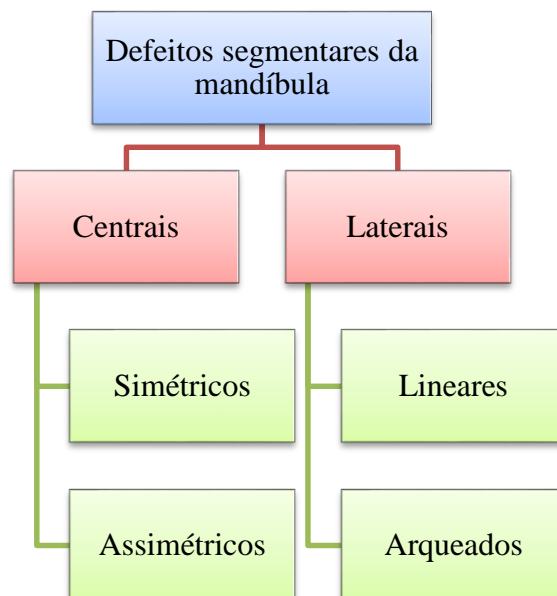 Defeitos segmentares da
mandíbula
Centrais
Laterais
Simétricos
Lineares
Assimétricos
Arqueados